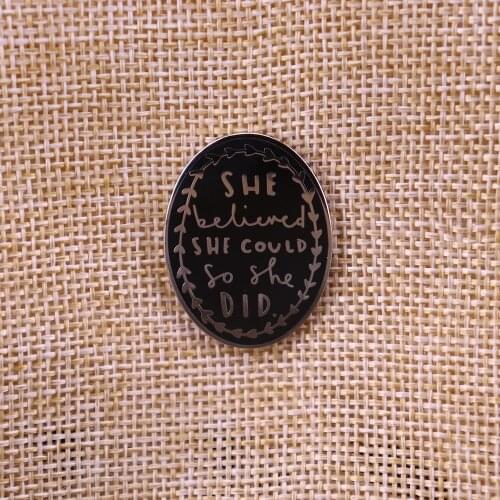 SHE
believed
SHE COULD
so she
DID.